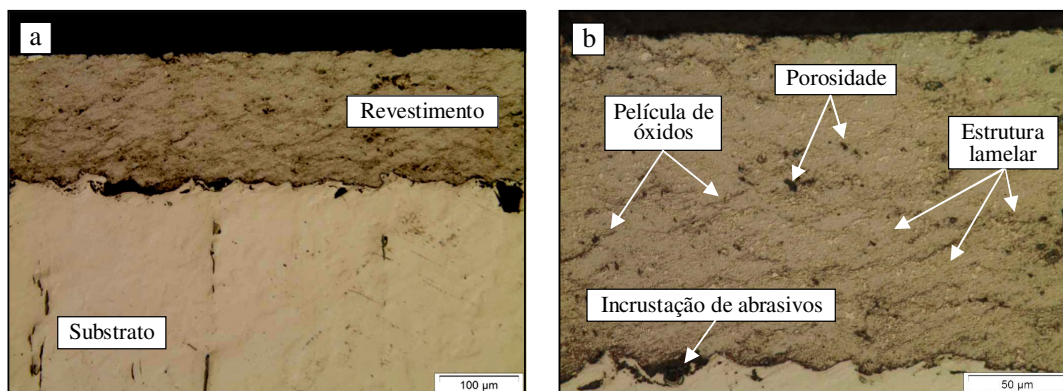 a
Revestimento
Substrato
100 µm
b
Porosidade
Película de
óxidos
Estrutura
lamelar
Incrustação de abrasivos
50 µm